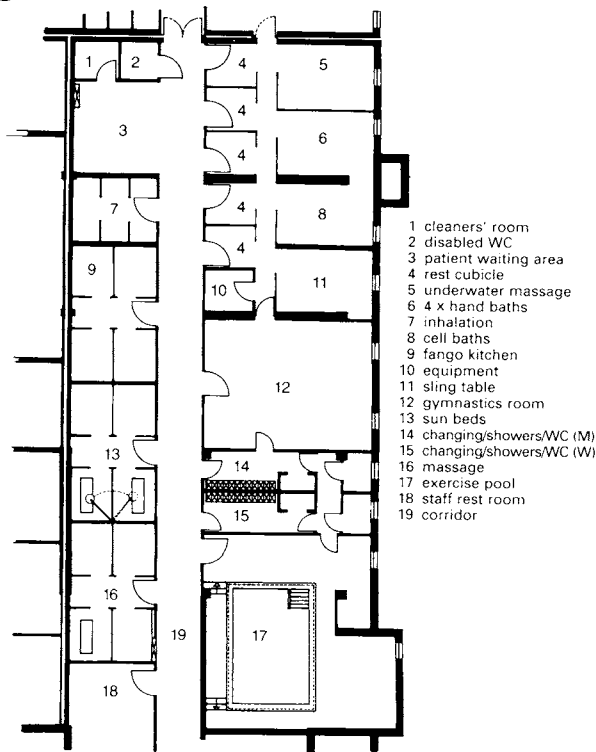 1 2 4 5
3 4 6
4
7 4 8
9 4
10 11
12
13 14
15
16
19 17
18
1 cleaners' room
2 disabled WC
3 patient waiting area
4 rest cubicle
5 underwater massage
6 4 x hand baths
7 inhalation
8 cell baths
9 fango kitchen
10 equipment
11 sling table
12 gymnastics room
13 sun beds
14 changing/showers/WC (M)
15 changing/showers/WC (W)
16 massage
17 exercise pool
18 staff rest room
19 corridor